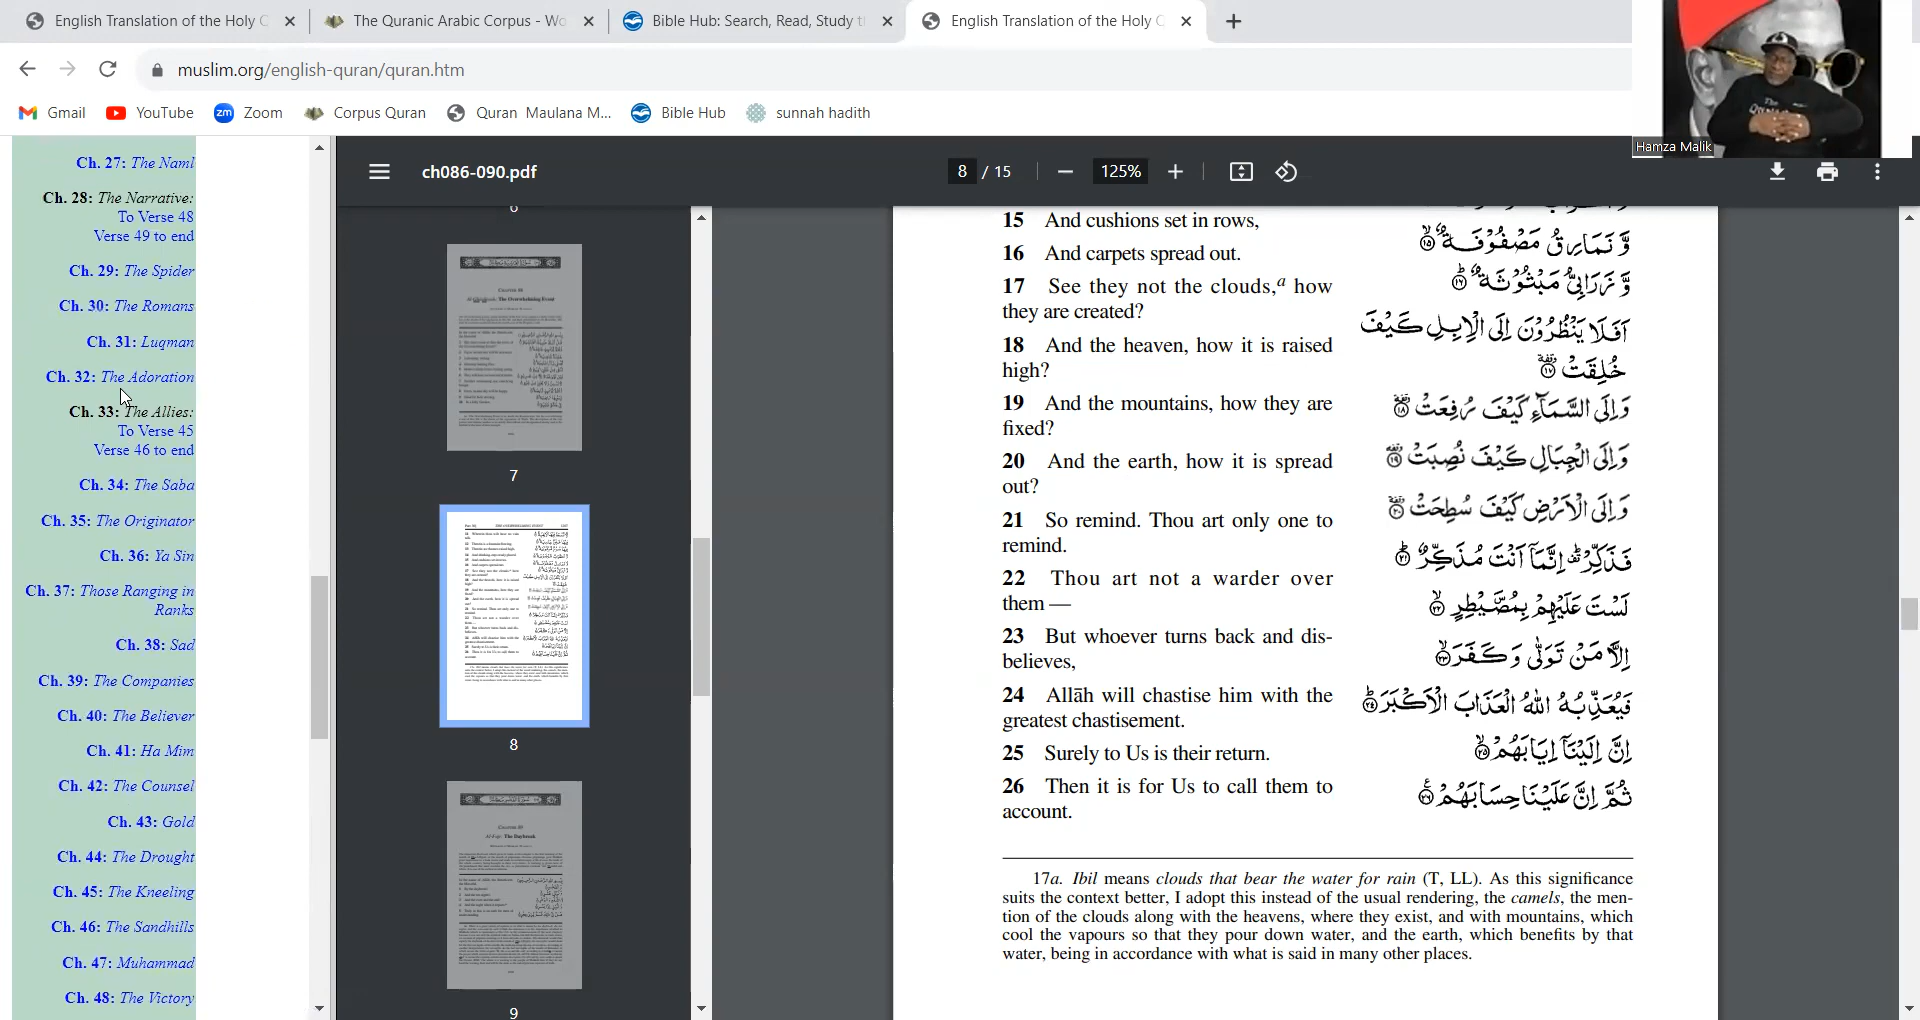 English Translation of the Holy Q
The Quranic Arabic Corpus - Wo
Bible Hub: Search, Read, Study t
English Translation of the Holy Q
muslim.org/english-quran/quran.htm
Gmail
YouTube
Zoom
Corpus Quran
Quran Maulana M...
Bible Hub
sunnah hadith
Hamza Malik
Ch. 27: The Naml
Ch. 28: The Narrative:
To Verse 48
Verse 49 to end
Ch. 29: The Spider
Ch. 30: The Romans
Ch. 31: Luqman
Ch. 32: The Adoration
Ch. 33: The Allies:
To Verse 45
Verse 46 to end
Ch. 34: The Saba
Ch. 35: The Originator
Ch. 36: Ya Sin
Ch. 37: Those Ranging in
Ranks
Ch. 38: Sad
Ch. 39: The Companies
Ch. 40: The Believer
Ch. 41: Ha Mim
Ch. 42: The Counsel
Ch. 43: Gold
Ch. 44: The Drought
Ch. 45: The Kneeling
Ch. 46: The Sandhills
Ch. 47: Muhammad
Ch. 48: The Victory
ch086-090.pdf
8 / 15
125%
7
8
9
15 And cushions set in rows,
16 And carpets spread out.
17 See they not the clouds,a how
they are created?
18 And the heaven, how it is raised
high?
19 And the mountains, how they are
fixed?
20 And the earth, how it is spread
out?
21 So remind. Thou art only one to
remind.
22 Thou art not a warder over
them —
23 But whoever turns back and dis-
believes,
24 Allāh will chastise him with the
greatest chastisement.
25 Surely to Us is their return.
26 Then it is for Us to call them to
account.
وَّ نَمَارِقُ مَصْفُوْفَةٌ ۙ۝۱۵
وَّ زَرَابِيُّ مَبْثُوْثَةٌ ؕ۝۱۶
اَفَلَا يَنْظُرُوْنَ اِلَى الْاِبِلِ كَيْفَ
خُلِقَتْ ۥ۝۱۷
وَ اِلَى السَّمَآءِ كَيْفَ رُفِعَتْ ۥ۝۱۸
وَ اِلَى الْجِبَالِ كَيْفَ نُصِبَتْ ۥ۝۱۹
وَ اِلَى الْاَرْضِ كَيْفَ سُطِحَتْ ۥ۝۲۰
فَذَكِّرْ ؕ۫ اِنَّمَاۤ اَنْتَ مُذَكِّرٌ ؕ۝۲۱
لَسْتَ عَلَيْهِمْ بِمُصَۜيْطِرٍ ۙ۝۲۲
اِلَّا مَنْ تَوَلّٰى وَ كَفَرَ ۙ۝۲۳
فَيُعَذِّبُهُ اللّٰهُ الْعَذَابَ الْاَكْبَرَ ؕ۝۲۴
اِنَّ اِلَيْنَاۤ اِيَابَهُمْ ۙ۝۲۵
ثُمَّ اِنَّ عَلَيْنَا حِسَابَهُمْ ۠۝۲۶
17a. Ibil means clouds that bear the water for rain (T, LL). As this significance
suits the context better, I adopt this instead of the usual rendering, the camels, the men-
tion of the clouds along with the heavens, where they exist, and with mountains, which
cool the vapours so that they pour down water, and the earth, which benefits by that
water, being in accordance with what is said in many other places.